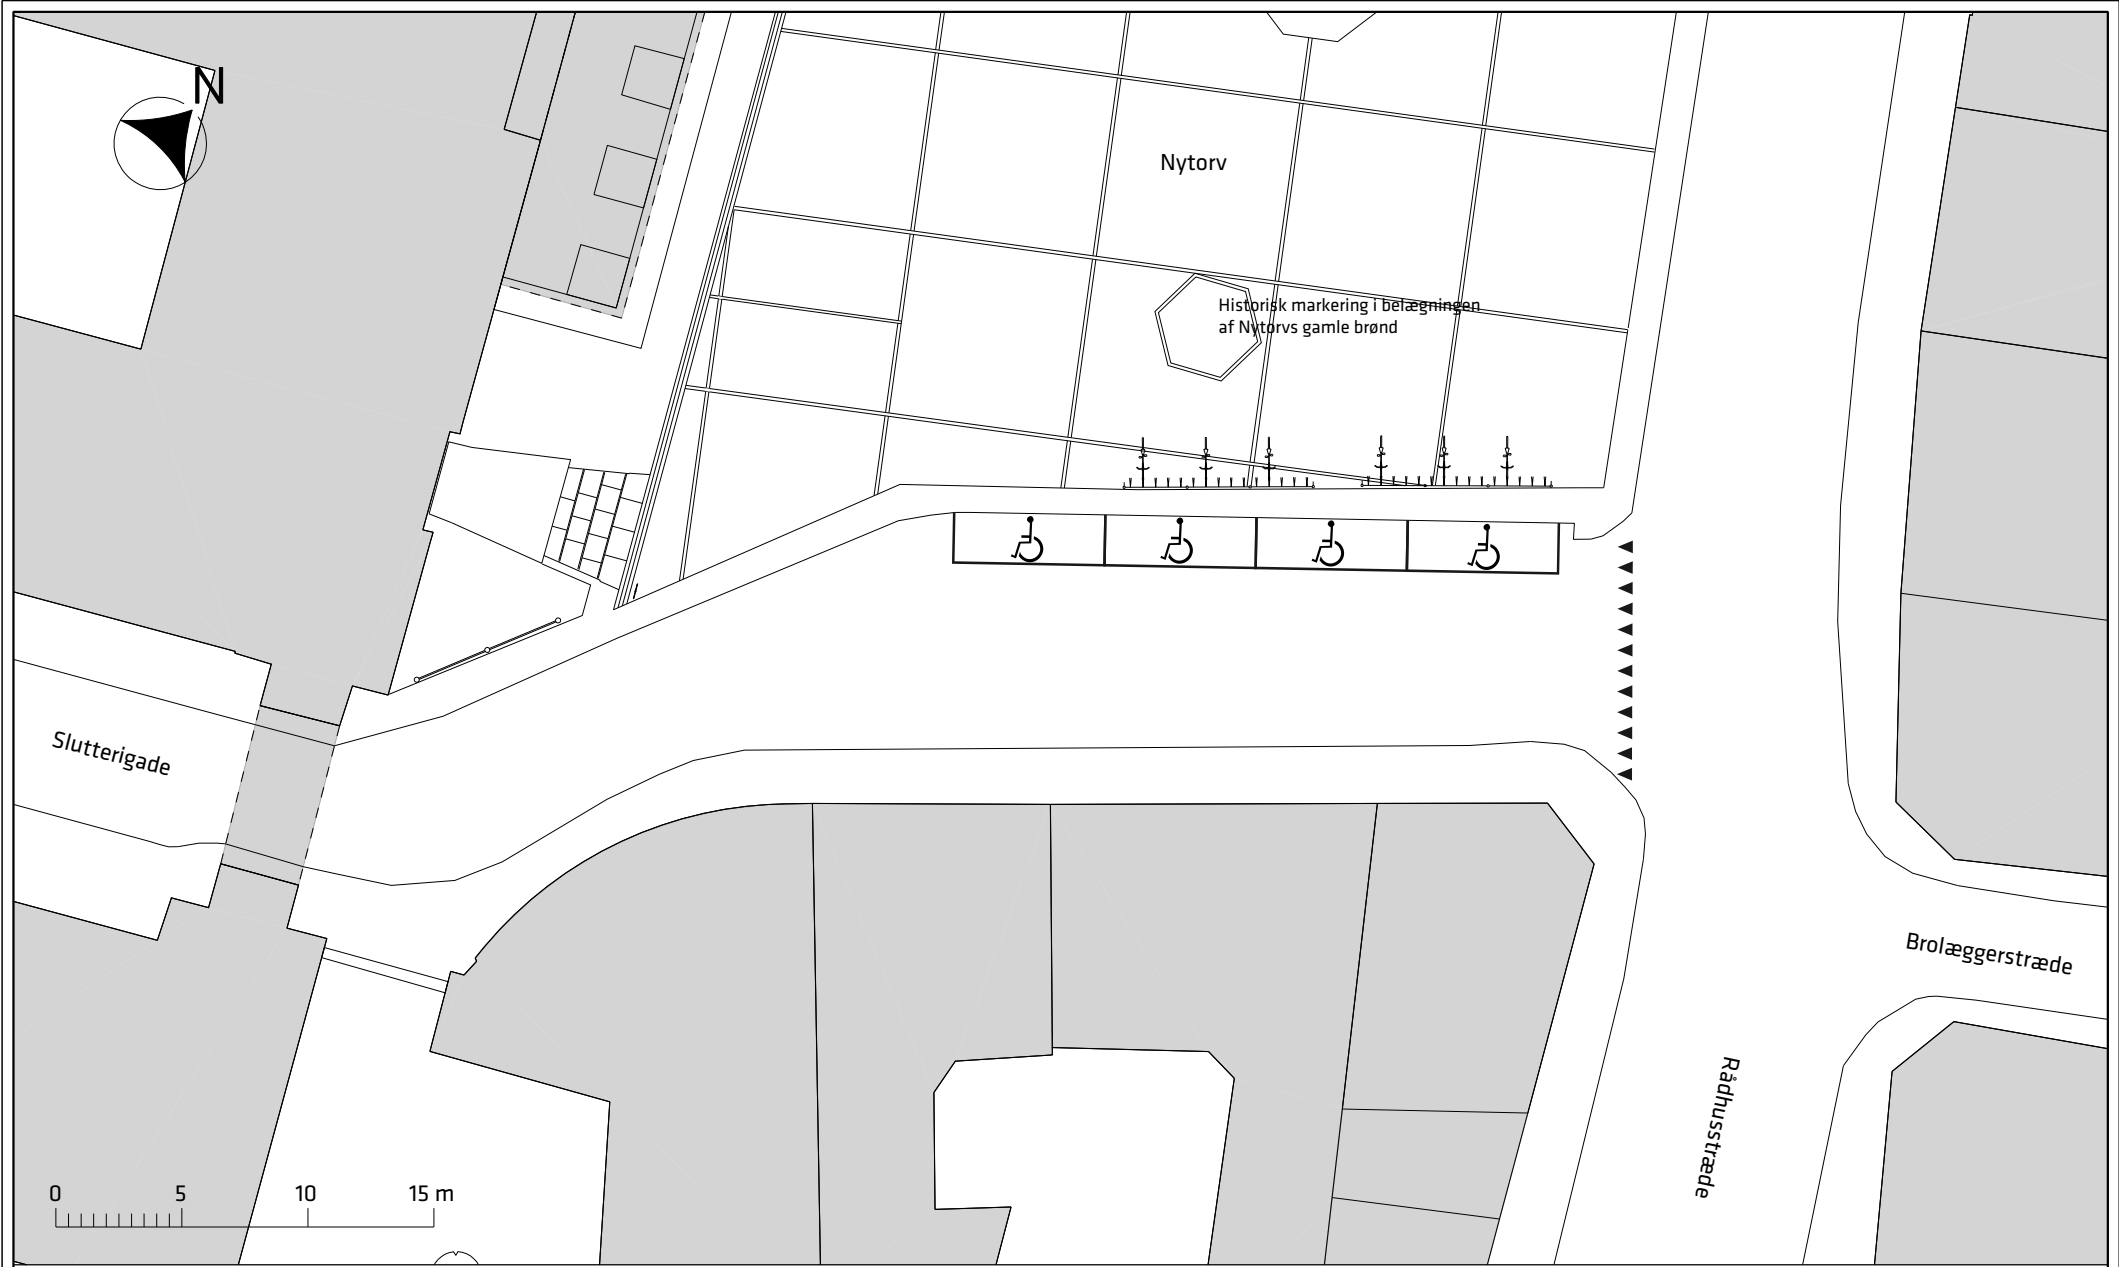 N
Nytorv
Historisk markering i belægningen
af Nytorvs gamle brønd
Slutterigade
Brolæggerstræde
Rådhusstræde
0 5 10 15 m